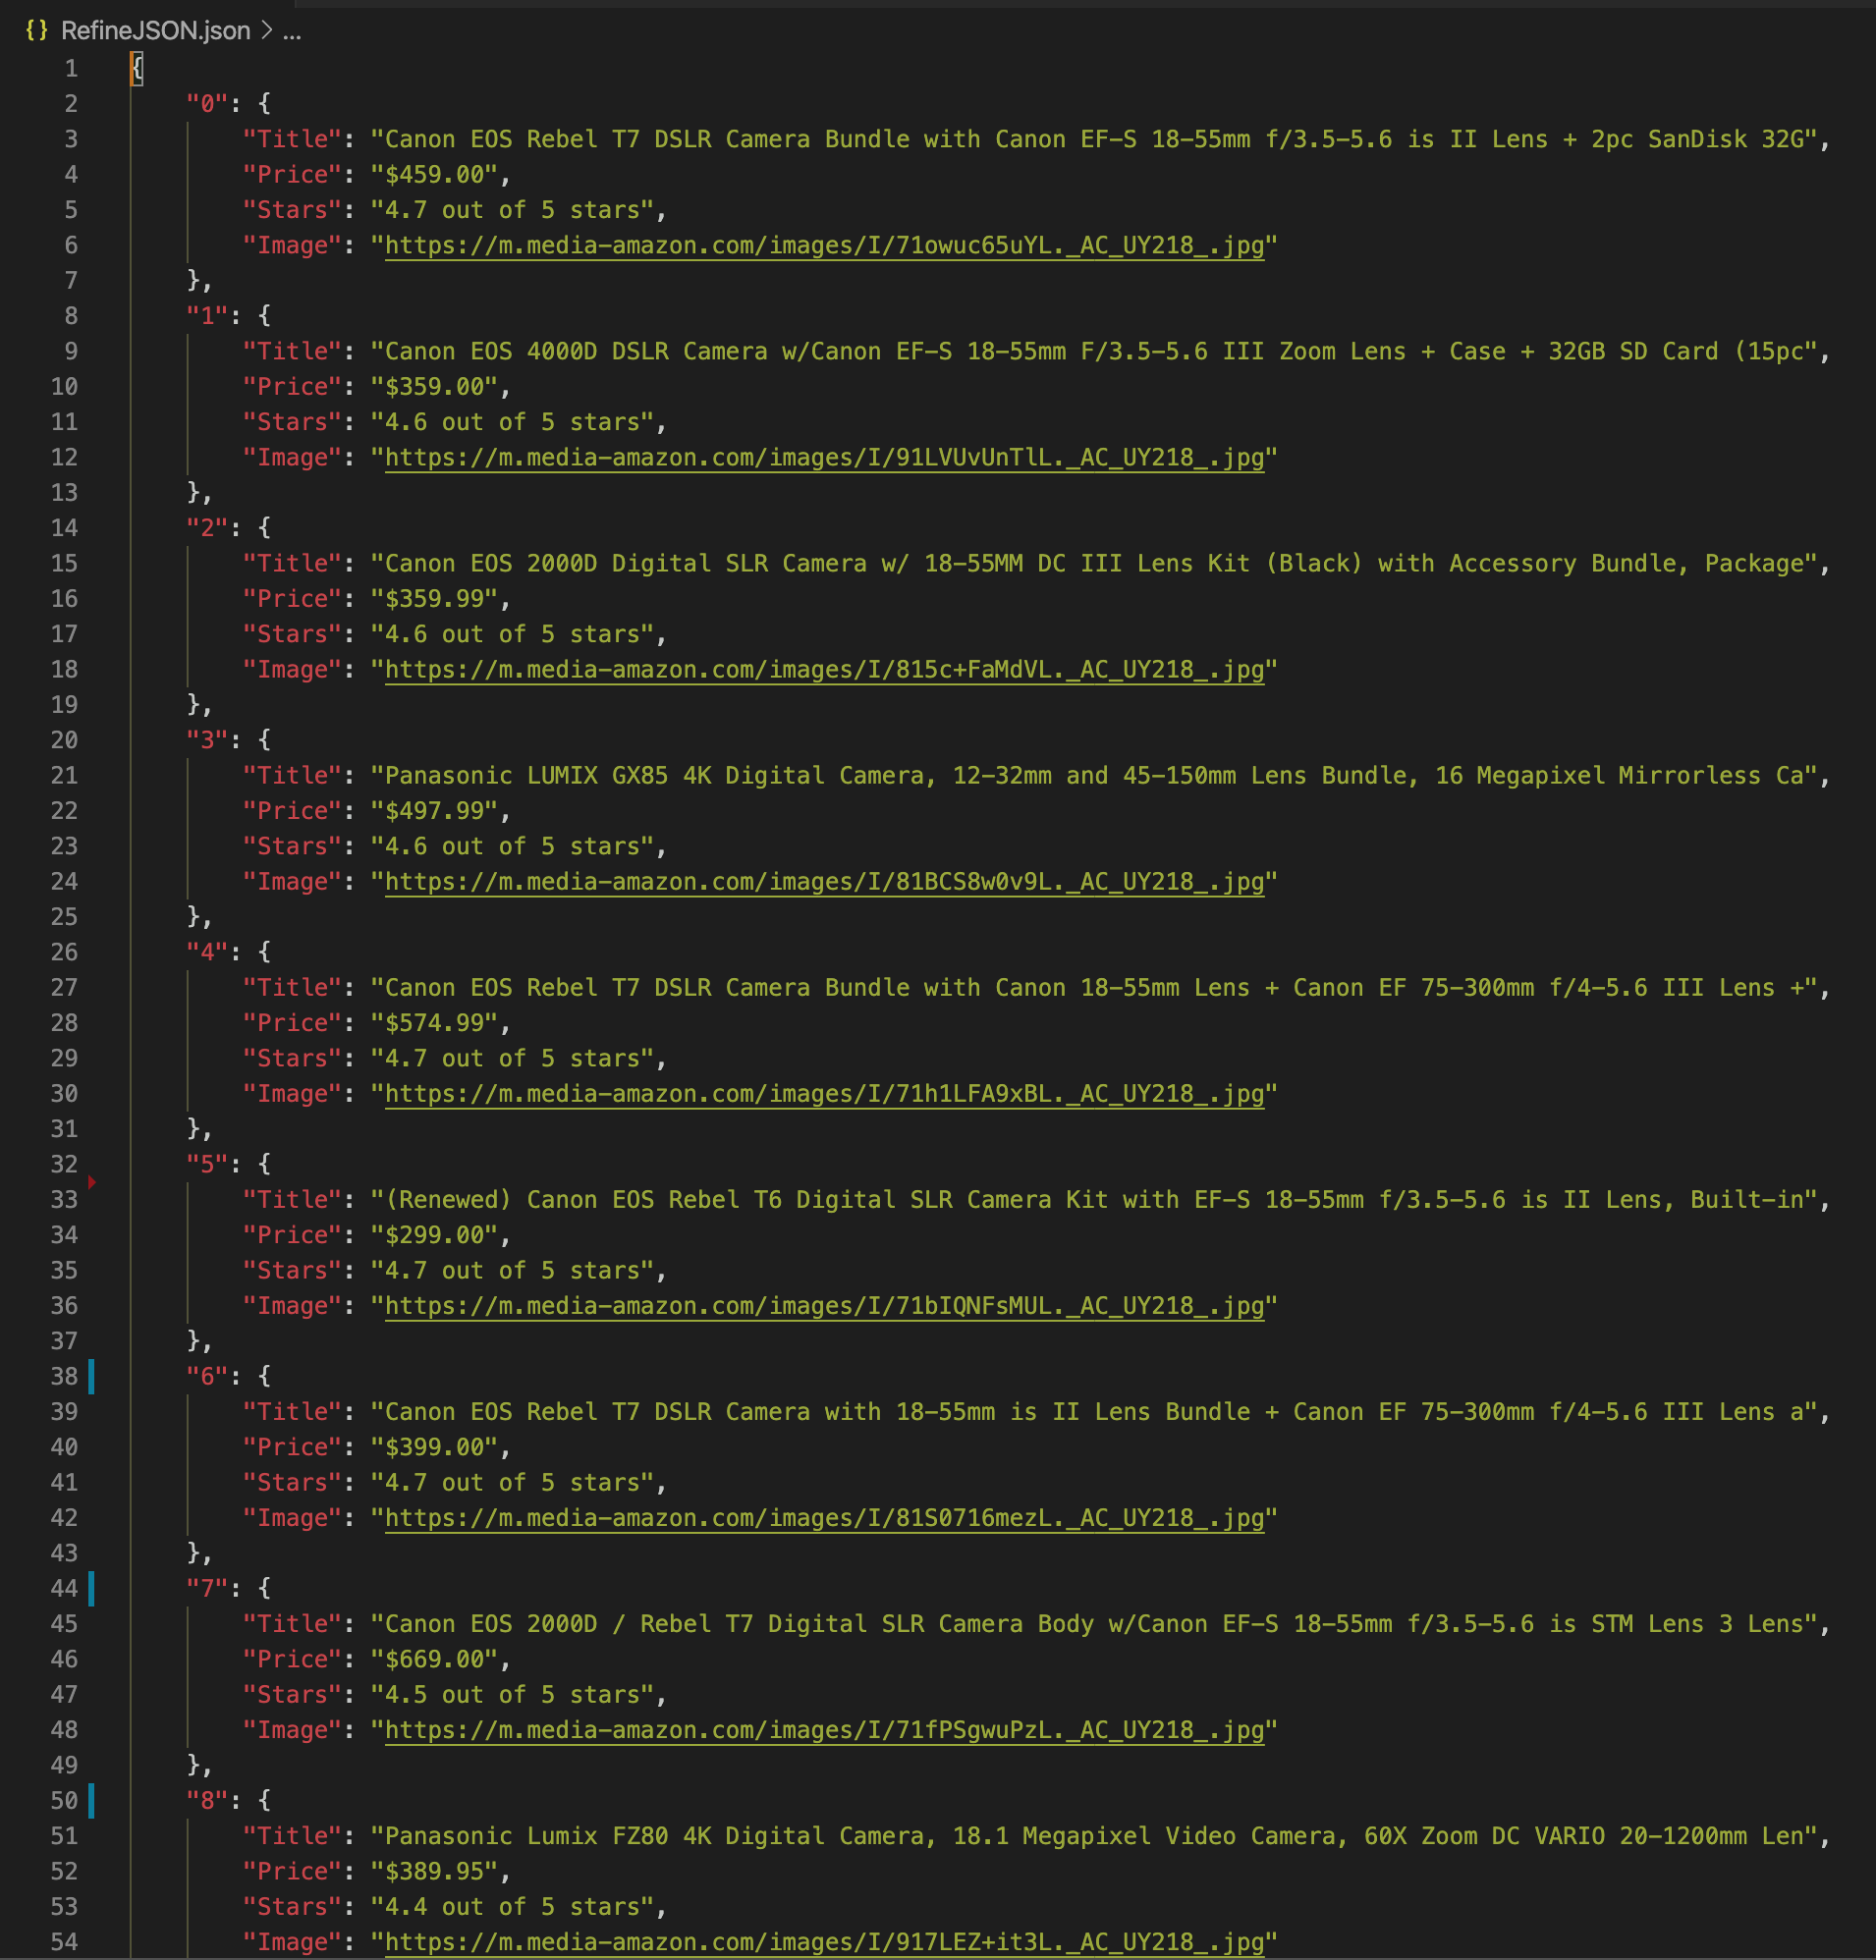 {} RefineJSON.json > ...
1 {
2 "0": {
3 "Title": "Canon EOS Rebel T7 DSLR Camera Bundle with Canon EF-S 18-55mm f/3.5-5.6 is II Lens + 2pc SanDisk 32G",
4 "Price": "$459.00",
5 "Stars": "4.7 out of 5 stars",
6 "Image": "https://m.media-amazon.com/images/I/71owuc65uYL._AC_UY218_.jpg"
7 },
8 "1": {
9 "Title": "Canon EOS 4000D DSLR Camera w/Canon EF-S 18-55mm F/3.5-5.6 III Zoom Lens + Case + 32GB SD Card (15pc",
10 "Price": "$359.00",
11 "Stars": "4.6 out of 5 stars",
12 "Image": "https://m.media-amazon.com/images/I/91LVUvUnTlL._AC_UY218_.jpg"
13 },
14 "2": {
15 "Title": "Canon EOS 2000D Digital SLR Camera w/ 18-55MM DC III Lens Kit (Black) with Accessory Bundle, Package",
16 "Price": "$359.99",
17 "Stars": "4.6 out of 5 stars",
18 "Image": "https://m.media-amazon.com/images/I/815c+FaMdVL._AC_UY218_.jpg"
19 },
20 "3": {
21 "Title": "Panasonic LUMIX GX85 4K Digital Camera, 12-32mm and 45-150mm Lens Bundle, 16 Megapixel Mirrorless Ca",
22 "Price": "$497.99",
23 "Stars": "4.6 out of 5 stars",
24 "Image": "https://m.media-amazon.com/images/I/81BCS8w0v9L._AC_UY218_.jpg"
25 },
26 "4": {
27 "Title": "Canon EOS Rebel T7 DSLR Camera Bundle with Canon 18-55mm Lens + Canon EF 75-300mm f/4-5.6 III Lens +",
28 "Price": "$574.99",
29 "Stars": "4.7 out of 5 stars",
30 "Image": "https://m.media-amazon.com/images/I/71h1LFA9xBL._AC_UY218_.jpg"
31 },
32 "5": {
33 "Title": "(Renewed) Canon EOS Rebel T6 Digital SLR Camera Kit with EF-S 18-55mm f/3.5-5.6 is II Lens, Built-in",
34 "Price": "$299.00",
35 "Stars": "4.7 out of 5 stars",
36 "Image": "https://m.media-amazon.com/images/I/71bIQNFsMUL._AC_UY218_.jpg"
37 },
38 "6": {
39 "Title": "Canon EOS Rebel T7 DSLR Camera with 18-55mm is II Lens Bundle + Canon EF 75-300mm f/4-5.6 III Lens a",
40 "Price": "$399.00",
41 "Stars": "4.7 out of 5 stars",
42 "Image": "https://m.media-amazon.com/images/I/81S0716mezL._AC_UY218_.jpg"
43 },
44 "7": {
45 "Title": "Canon EOS 2000D / Rebel T7 Digital SLR Camera Body w/Canon EF-S 18-55mm f/3.5-5.6 is STM Lens 3 Lens",
46 "Price": "$669.00",
47 "Stars": "4.5 out of 5 stars",
48 "Image": "https://m.media-amazon.com/images/I/71fPSgwuPzL._AC_UY218_.jpg"
49 },
50 "8": {
51 "Title": "Panasonic Lumix FZ80 4K Digital Camera, 18.1 Megapixel Video Camera, 60X Zoom DC VARIO 20-1200mm Len",
52 "Price": "$389.95",
53 "Stars": "4.4 out of 5 stars",
54 "Image": "https://m.media-amazon.com/images/I/917LEZ+it3L._AC_UY218_.jpg"